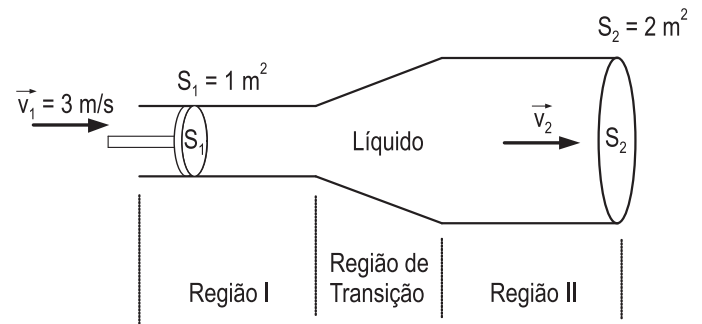 S₂ = 2 m²
S₁ = 1 m²
v₁ = 3 m/s
S₁
Líquido
v₂
S₂
Região I
Região de
Transição
Região II